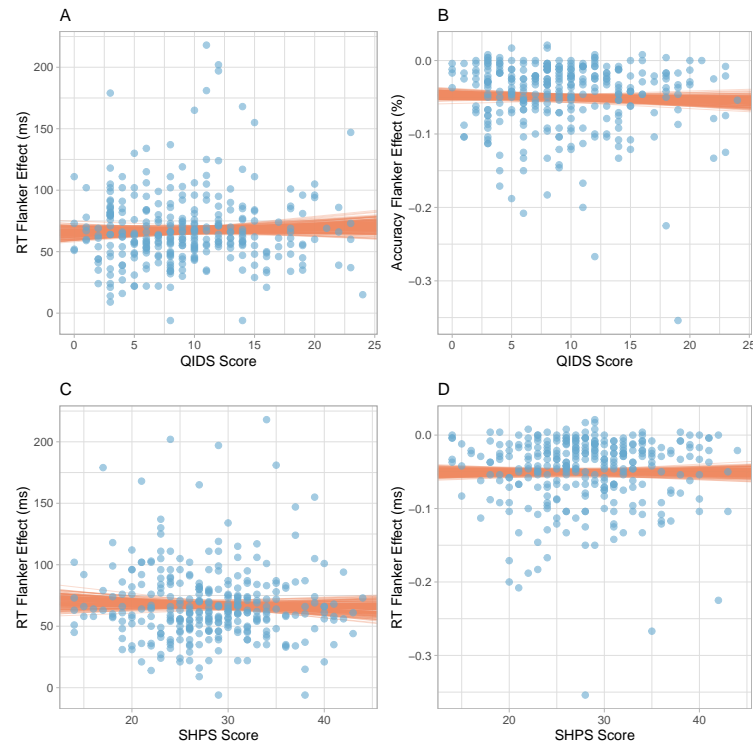 A
RT Flanker Effect (ms)
200
150
100
50
0
0 5 10 15 20 25
QIDS Score
B
Accuracy Flanker Effect (%)
0.0
−0.1
−0.2
−0.3
0 5 10 15 20 25
QIDS Score
C
RT Flanker Effect (ms)
200
150
100
50
0
20 30 40
SHPS Score
D
RT Flanker Effect (ms)
0.0
−0.1
−0.2
−0.3
20 30 40
SHPS Score